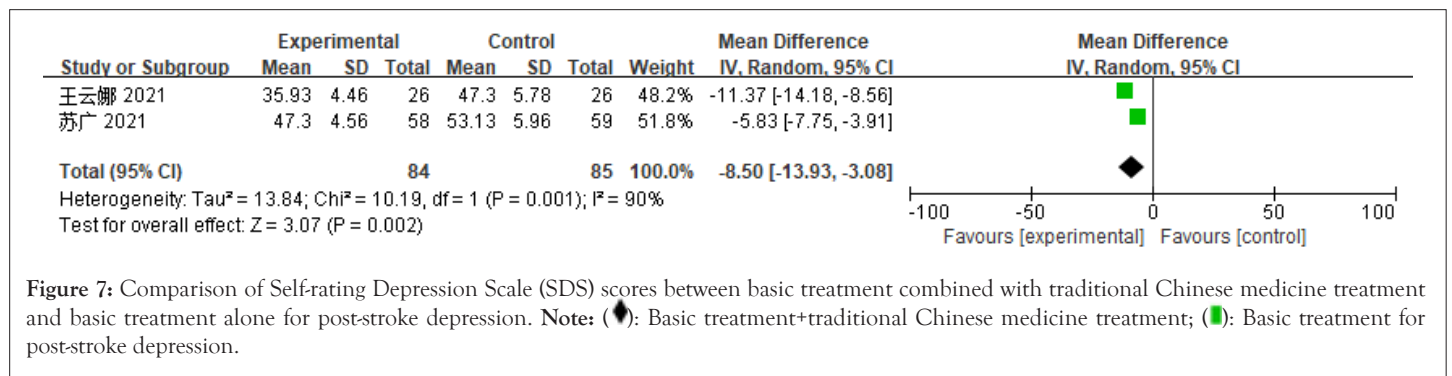 Experimental Control Mean Difference Mean Difference
Study or Subgroup Mean SD Total Mean SD Total Weight IV, Random, 95% CI IV, Random, 95% CI
王云娜 2021 35.93 4.46 26 47.3 5.78 26 48.2% -11.37 [-14.18, -8.56]
苏广 2021 47.3 4.56 58 53.13 5.96 59 51.8% -5.83 [-7.75, -3.91]
Total (95% CI) 84 85 100.0% -8.50 [-13.93, -3.08]
Heterogeneity: Tau² = 13.84; Chi² = 10.19, df = 1 (P = 0.001); I² = 90%
Test for overall effect: Z = 3.07 (P = 0.002)
-100 -50 0 50 100
Favours [experimental] Favours [control]
Figure 7: Comparison of Self-rating Depression Scale (SDS) scores between basic treatment combined with traditional Chinese medicine treatment
and basic treatment alone for post-stroke depression. Note: (♦): Basic treatment+traditional Chinese medicine treatment; (■): Basic treatment for
post-stroke depression.